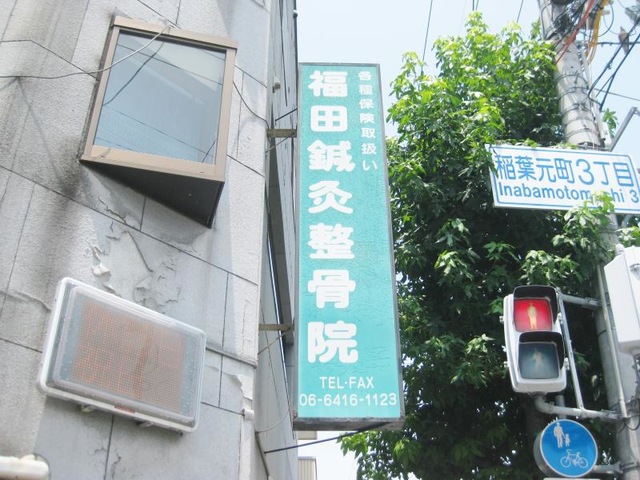 各種保険取扱い
福田鍼灸整骨院
TEL・FAX
06-6416-1123
稲葉元町3丁目
Inabamotomachi 3